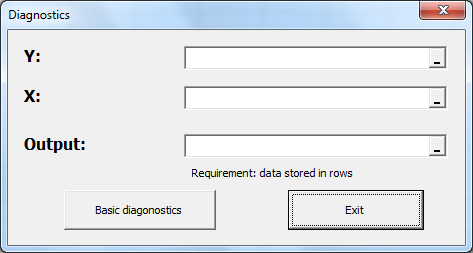 Diagnostics
Y:
X:
Output:
Requirement: data stored in rows
Basic diagonostics
Exit